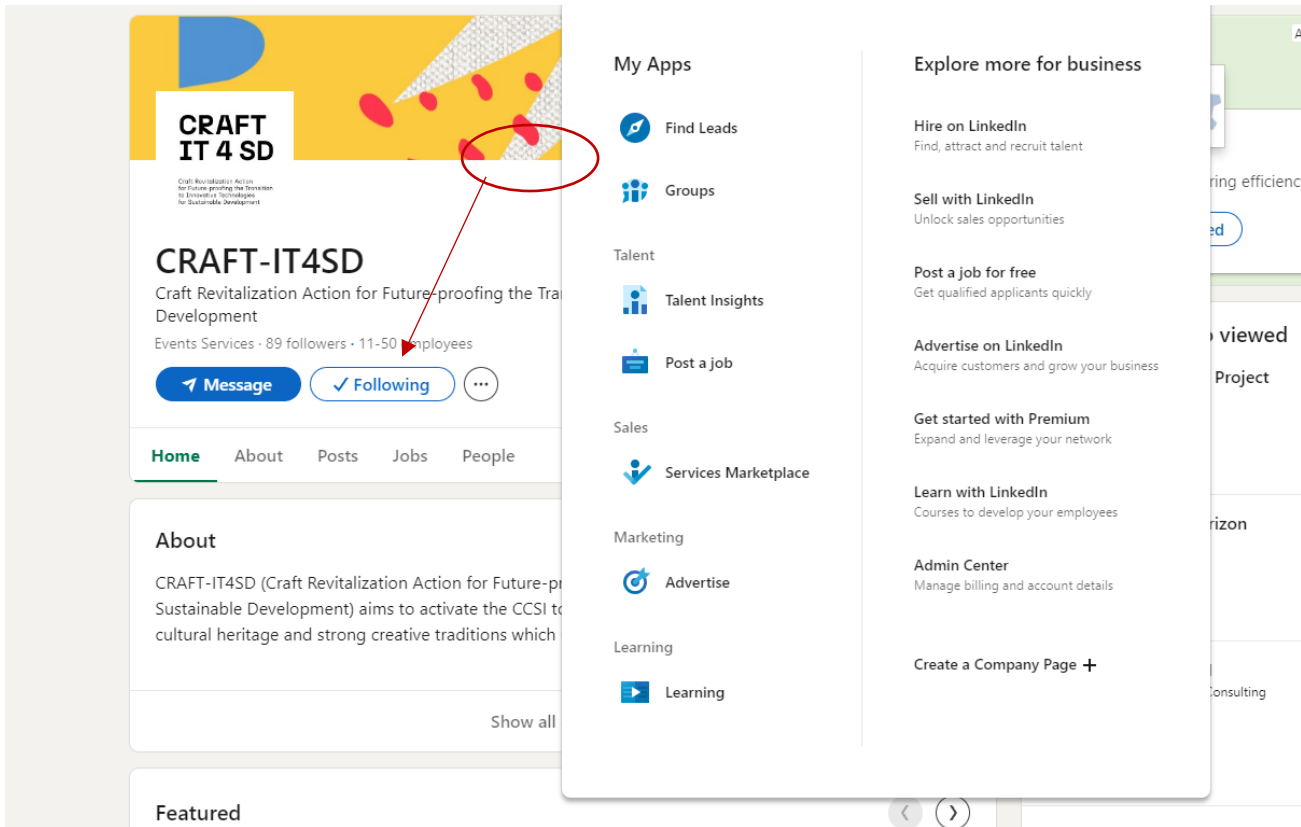 CRAFT
IT 4 SD
Craft Revitalization Action
for Future-proofing the Transition
to Innovative Technologies
for Sustainable Development
CRAFT-IT4SD
Craft Revitalization Action for Future-proofing the Tra
Development
Events Services · 89 followers · 11-50 employees
Message
Following
Home About Posts Jobs People
About
CRAFT-IT4SD (Craft Revitalization Action for Future-p
Sustainable Development) aims to activate the CCSI to
cultural heritage and strong creative traditions which
Show all
Featured
My Apps
Find Leads
Groups
Talent
Talent Insights
Post a job
Sales
Services Marketplace
Marketing
Advertise
Learning
Learning
Explore more for business
Hire on LinkedIn
Find, attract and recruit talent
Sell with LinkedIn
Unlock sales opportunities
Post a job for free
Get qualified applicants quickly
Advertise on LinkedIn
Acquire customers and grow your business
Get started with Premium
Expand and leverage your network
Learn with LinkedIn
Courses to develop your employees
Admin Center
Manage billing and account details
Create a Company Page +
A
ring efficienc
ed
viewed
Project
rizon
Consulting